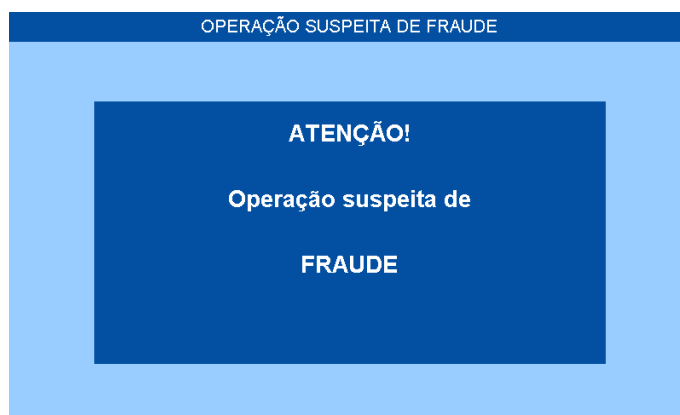 OPERAÇÃO SUSPEITA DE FRAUDE
ATENÇÃO!
Operação suspeita de
FRAUDE